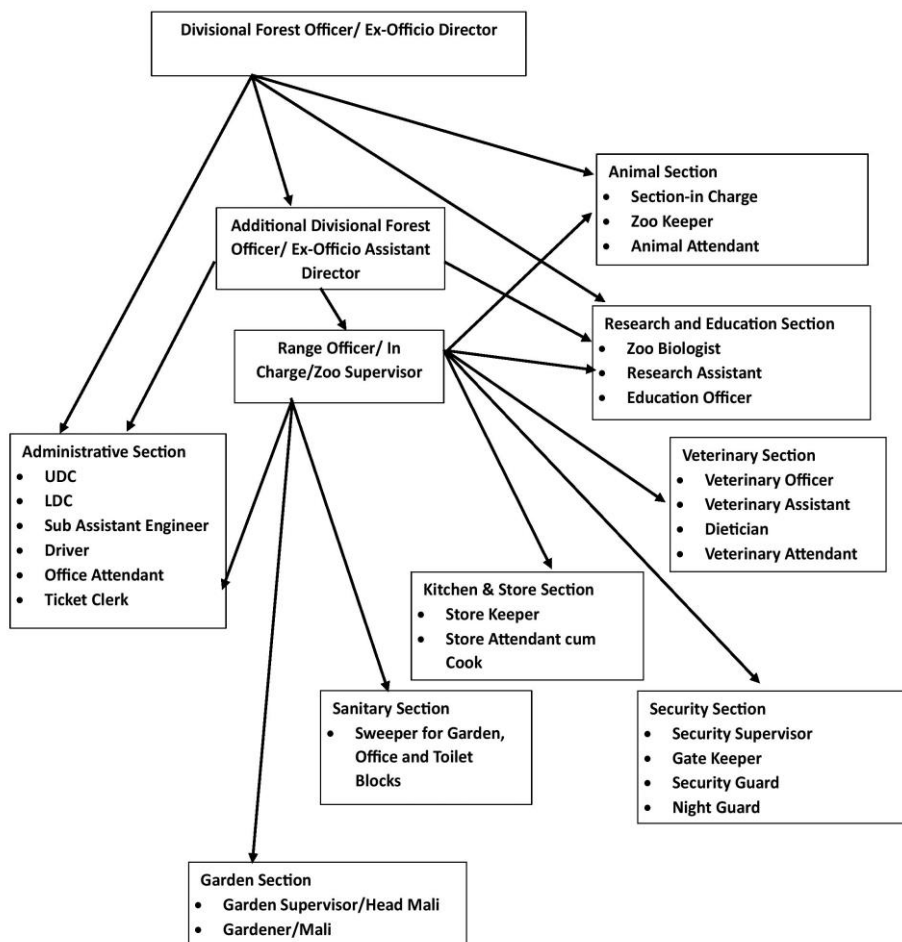 Divisional Forest Officer/ Ex-Officio Director
Additional Divisional Forest
Officer/ Ex-Officio Assistant
Director
Range Officer/ In
Charge/Zoo Supervisor
Animal Section
• Section-in Charge
• Zoo Keeper
• Animal Attendant
Research and Education Section
• Zoo Biologist
• Research Assistant
• Education Officer
Administrative Section
• UDC
• LDC
• Sub Assistant Engineer
• Driver
• Office Attendant
• Ticket Clerk
Veterinary Section
• Veterinary Officer
• Veterinary Assistant
• Dietician
• Veterinary Attendant
Kitchen & Store Section
• Store Keeper
• Store Attendant cum
Cook
Sanitary Section
• Sweeper for Garden,
Office and Toilet
Blocks
Security Section
• Security Supervisor
• Gate Keeper
• Security Guard
• Night Guard
Garden Section
• Garden Supervisor/Head Mali
• Gardener/Mali